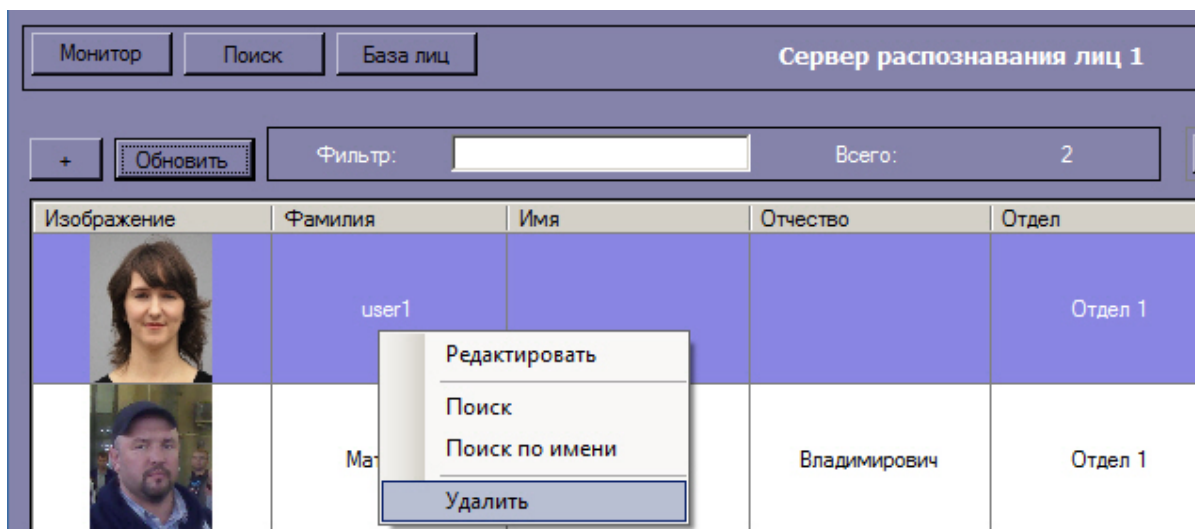 Монитор Поиск База лиц Сервер распознавания лиц 1
+ Обновить Фильтр: Всего: 2
Изображение Фамилия Имя Отчество Отдел
user1 Отдел 1
Редактировать
Поиск
Поиск по имени
Мат Владимирович Отдел 1
Удалить